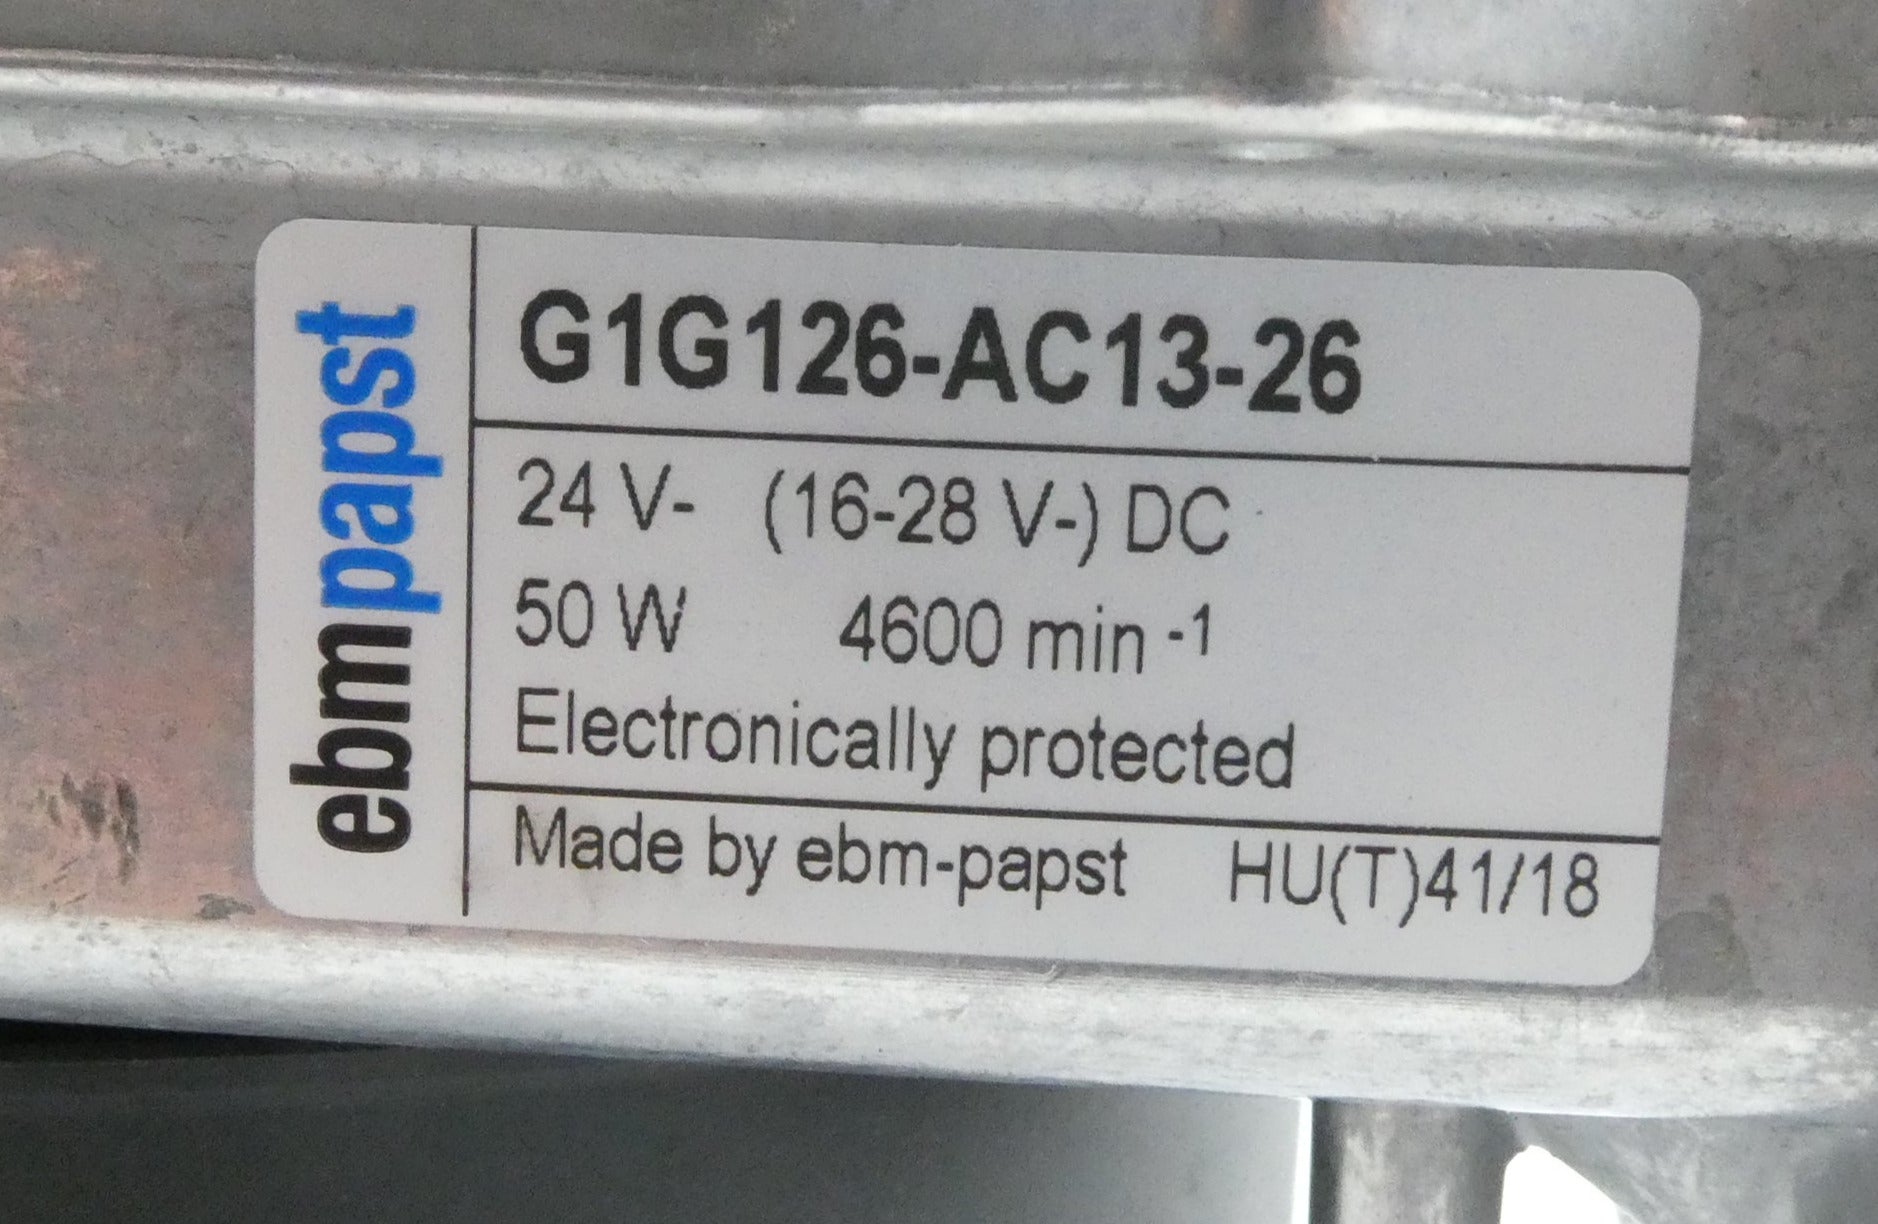 ebmpapst
G1G126-AC13-26
24 V- (16-28 V-) DC
50 W 4600 min -1
Electronically protected
Made by ebm-papst HU(T)41/18